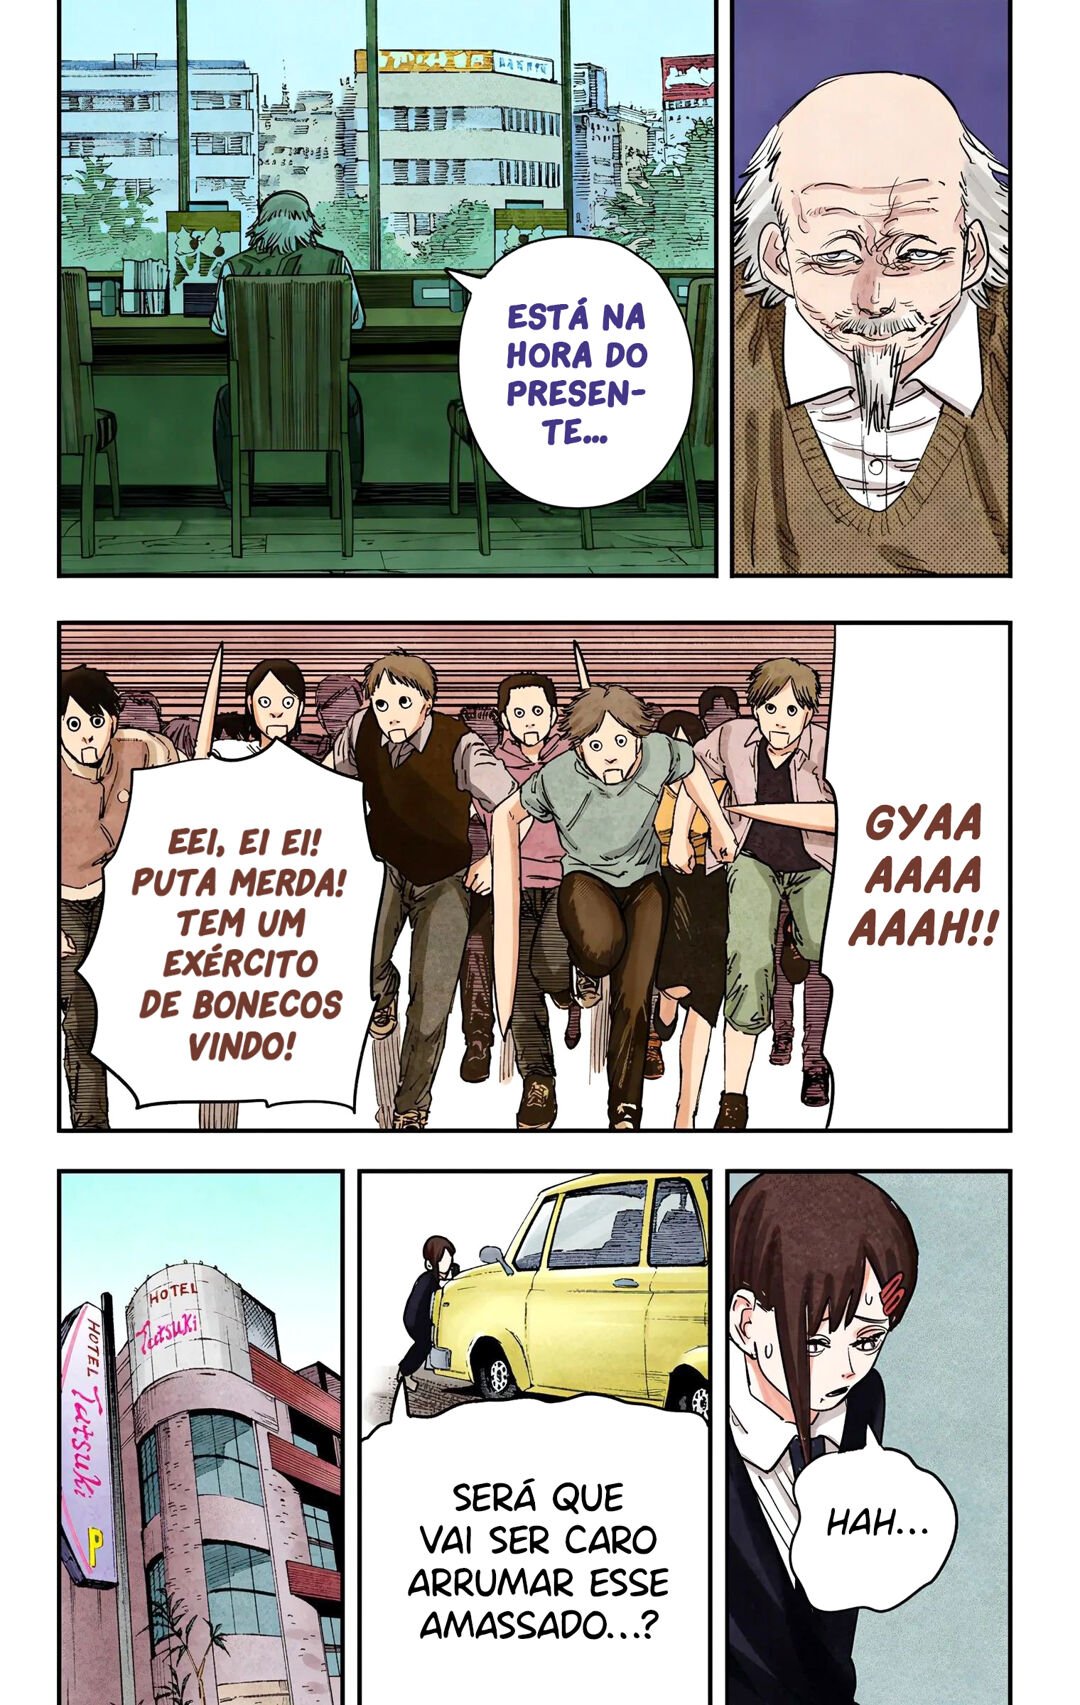 ESTÁ NA
HORA DO
PRESEN-
TE...
GYAA
AAAA
AAAH!!
EEI, EI EI!
PUTA MERDA!
TEM UM
EXÉRCITO
DE BONECOS
VINDO!
HAH...
SERÁ QUE
VAI SER CARO
ARRUMAR ESSE
AMASSADO...?
HOTEL
Tatsuki
HOTEL
Tatsuki
P